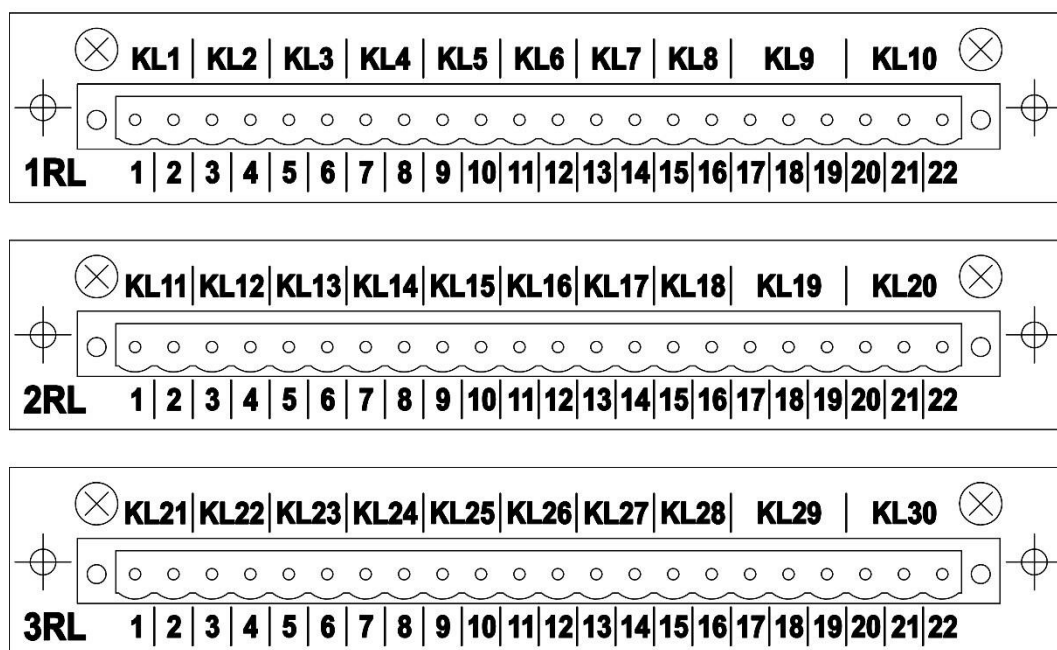 KL1 | KL2 | KL3 | KL4 | KL5 | KL6 | KL7 | KL8 | KL9 | KL10
1RL 1 | 2 | 3 | 4 | 5 | 6 | 7 | 8 | 9 | 10 | 11 | 12 | 13 | 14 | 15 | 16 | 17 | 18 | 19 | 20 | 21 | 22
KL11 | KL12 | KL13 | KL14 | KL15 | KL16 | KL17 | KL18 | KL19 | KL20
2RL 1 | 2 | 3 | 4 | 5 | 6 | 7 | 8 | 9 | 10 | 11 | 12 | 13 | 14 | 15 | 16 | 17 | 18 | 19 | 20 | 21 | 22
KL21 | KL22 | KL23 | KL24 | KL25 | KL26 | KL27 | KL28 | KL29 | KL30
3RL 1 | 2 | 3 | 4 | 5 | 6 | 7 | 8 | 9 | 10 | 11 | 12 | 13 | 14 | 15 | 16 | 17 | 18 | 19 | 20 | 21 | 22